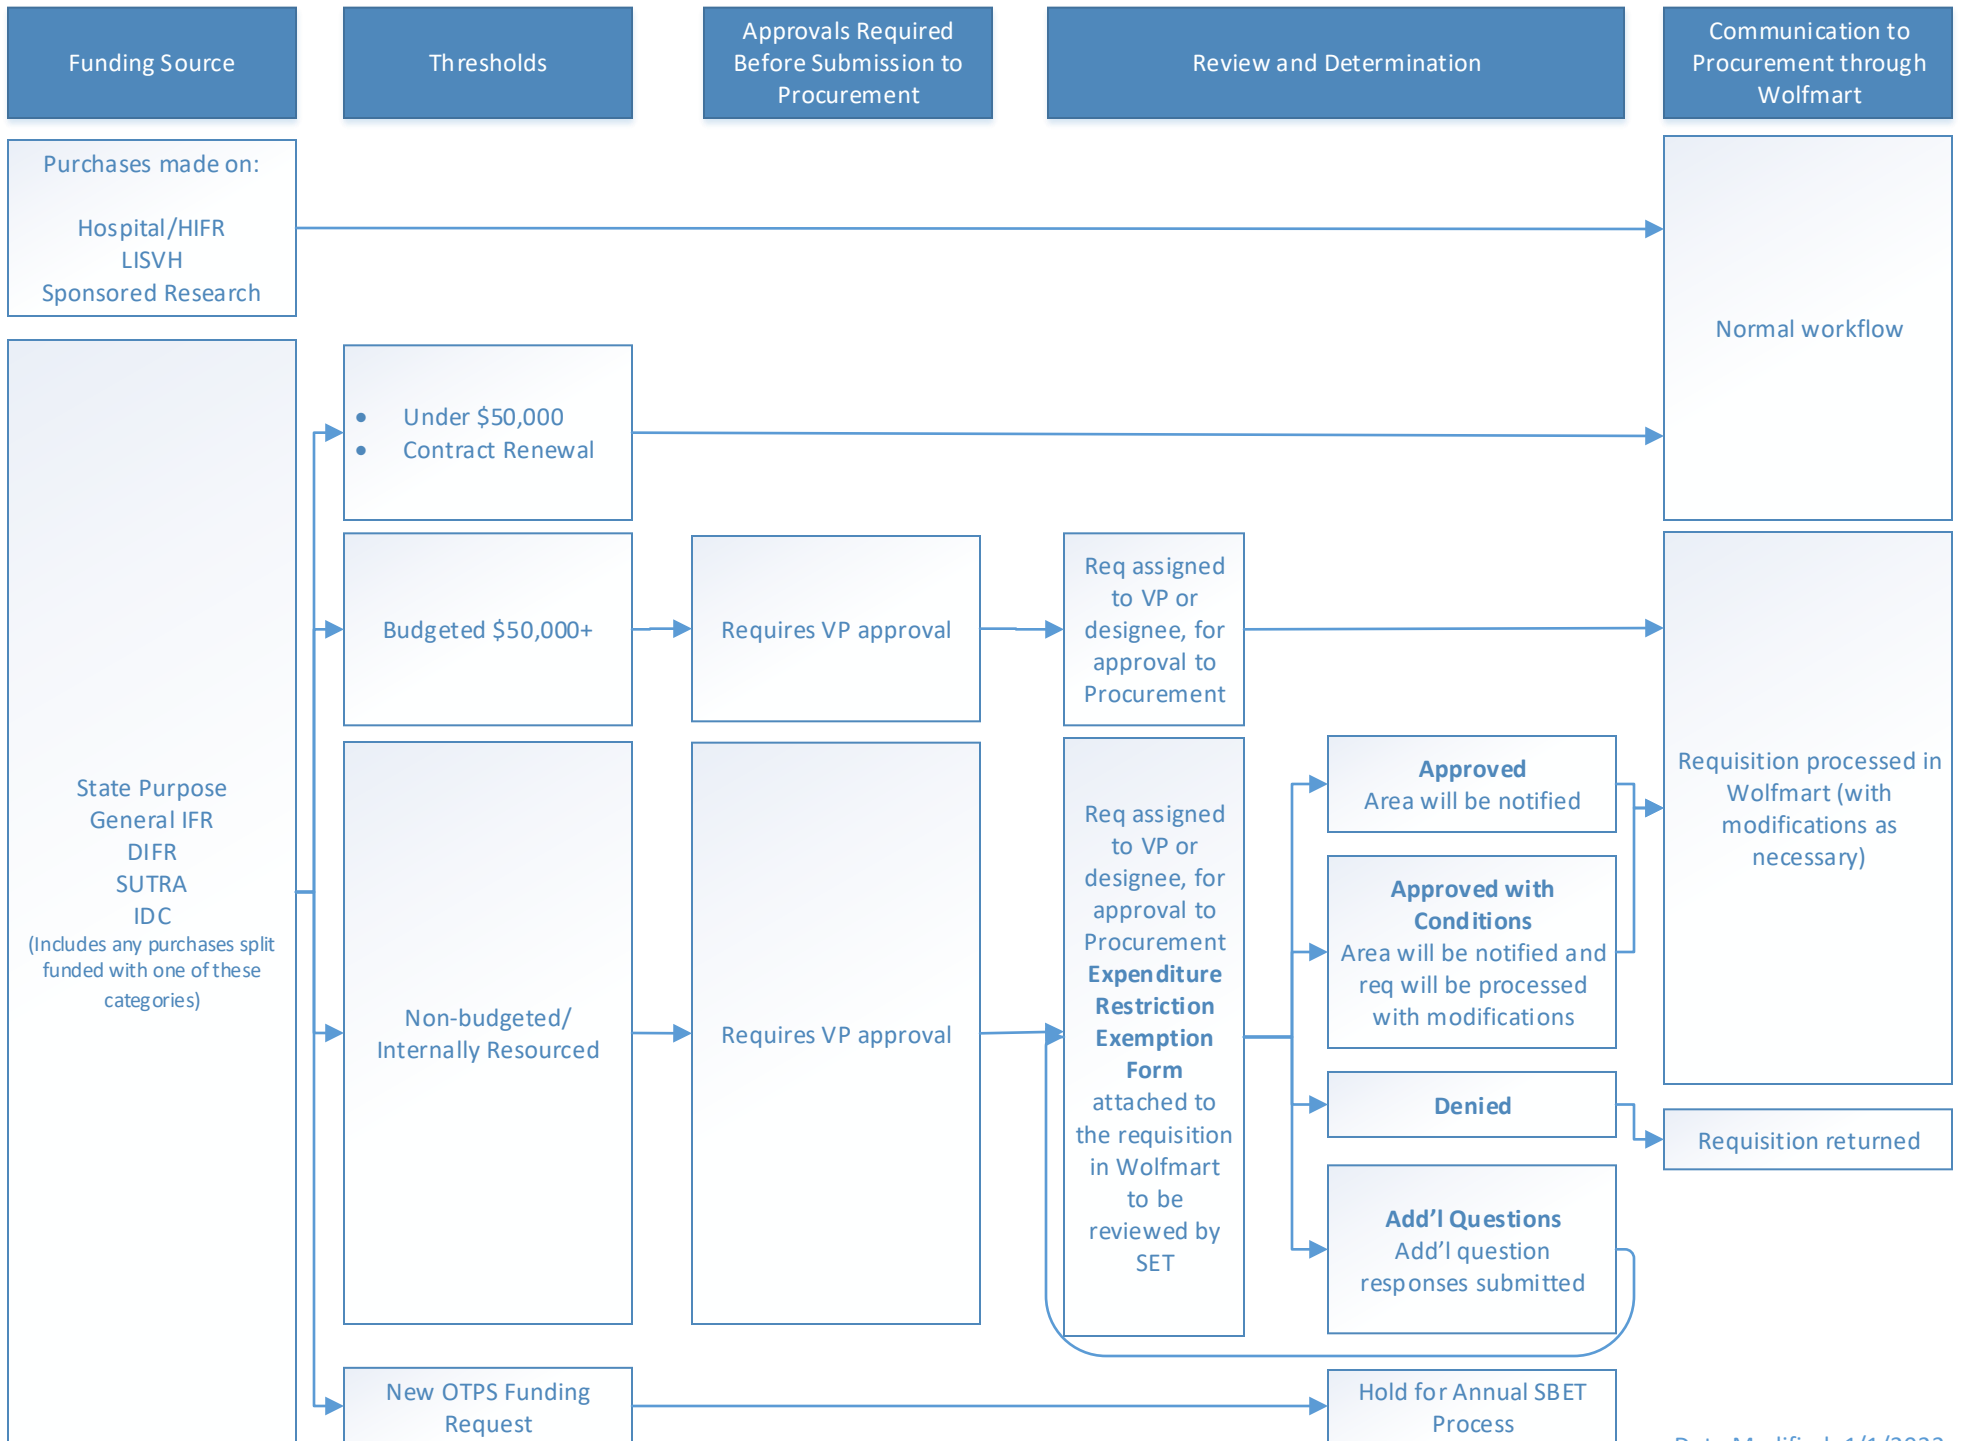 Funding Source
Thresholds
Approvals Required
Before Submission to
Procurement
Review and Determination
Communication to
Procurement through
Wolfmart
Purchases made on:
Hospital/HIFR
LISVH
Sponsored Research
Normal workflow
State Purpose
General IFR
DIFR
SUTRA
IDC
(Includes any purchases split
funded with one of these
categories)
• Under $50,000
• Contract Renewal
Budgeted $50,000+
Requires VP approval
Req assigned
to VP or
designee, for
approval to
Procurement
Requisition processed in
Wolfmart (with
modifications as
necessary)
Non-budgeted/
Internally Resourced
Requires VP approval
Req assigned
to VP or
designee, for
approval to
Procurement
Expenditure
Restriction
Exemption
Form
attached to
the requisition
in Wolfmart
to be
reviewed by
SET
Approved
Area will be notified
Approved with
Conditions
Area will be notified and
req will be processed
with modifications
Denied
Requisition returned
Add'l Questions
Add'l question
responses submitted
New OTPS Funding
Request
Hold for Annual SBET
Process